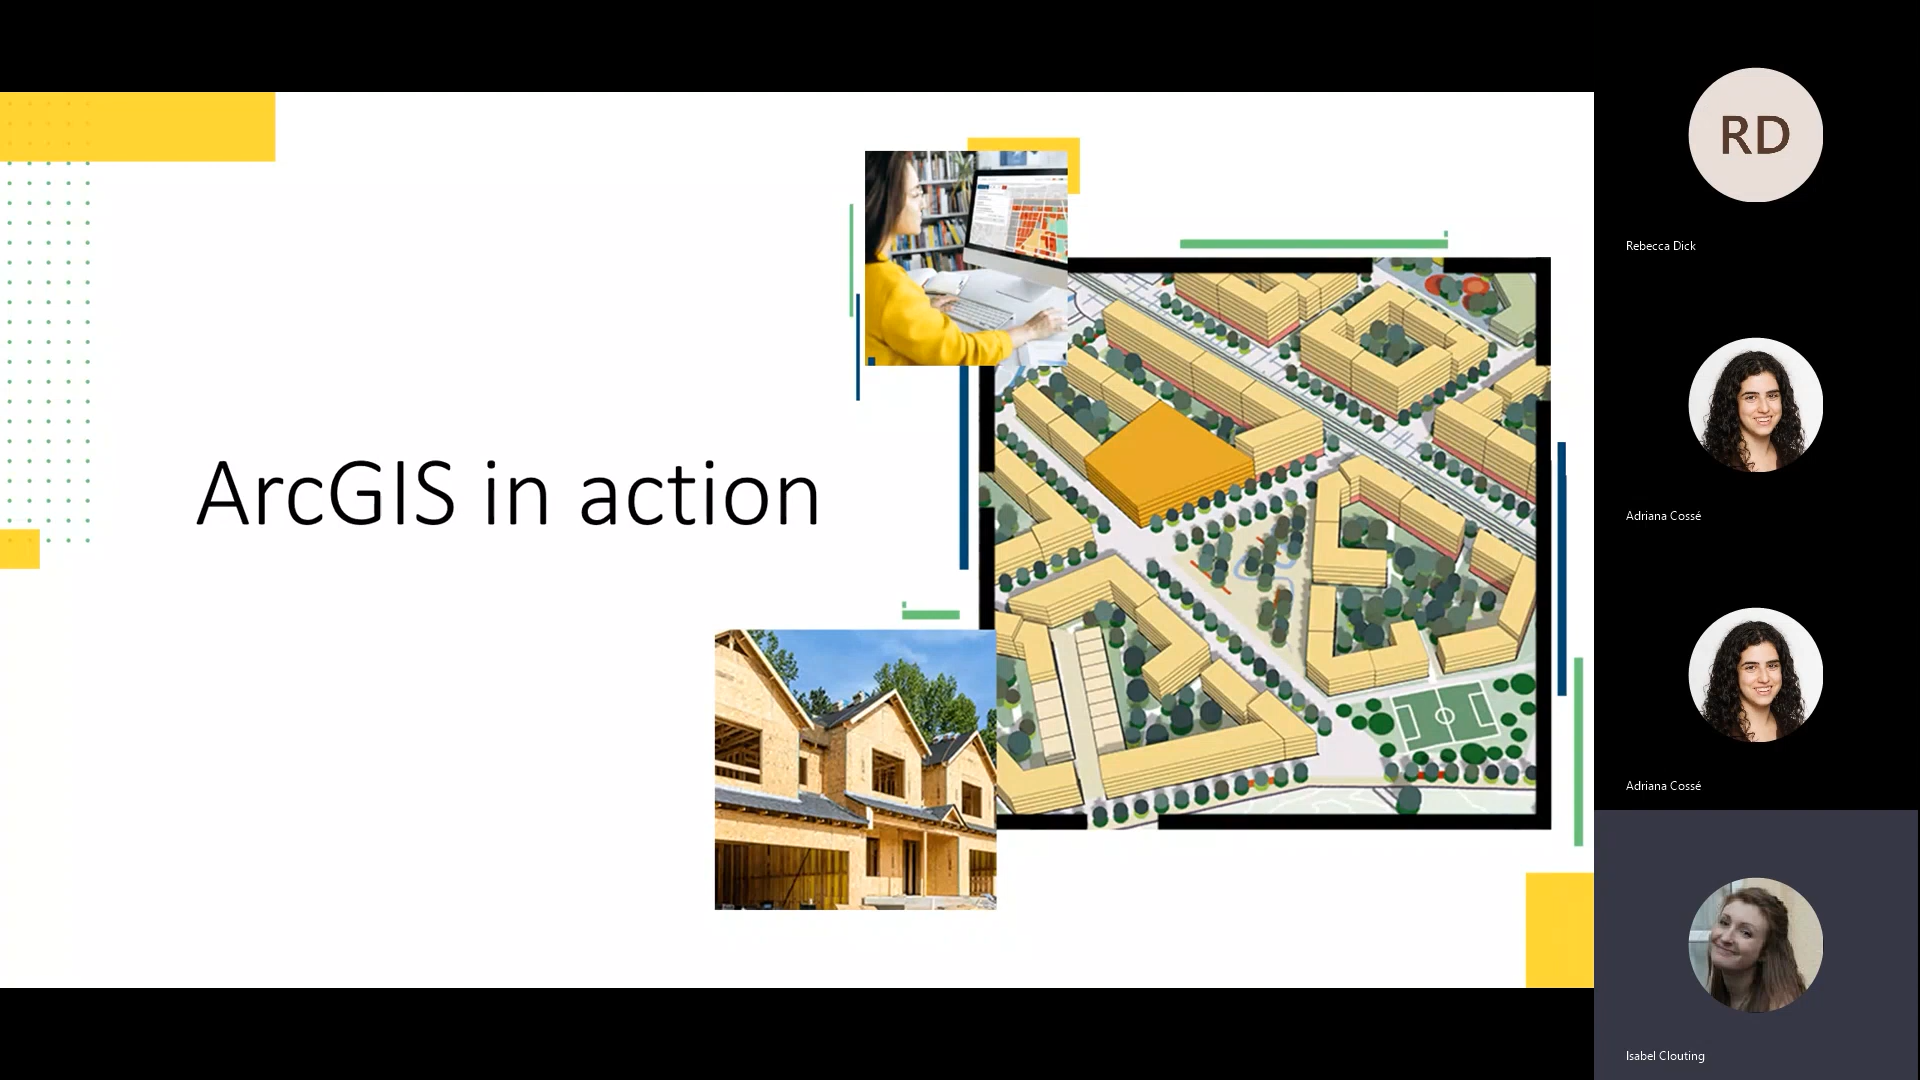 ArcGIS in action
RD
Rebecca Dick
Adriana Cossé
Adriana Cossé
Isabel Clouting